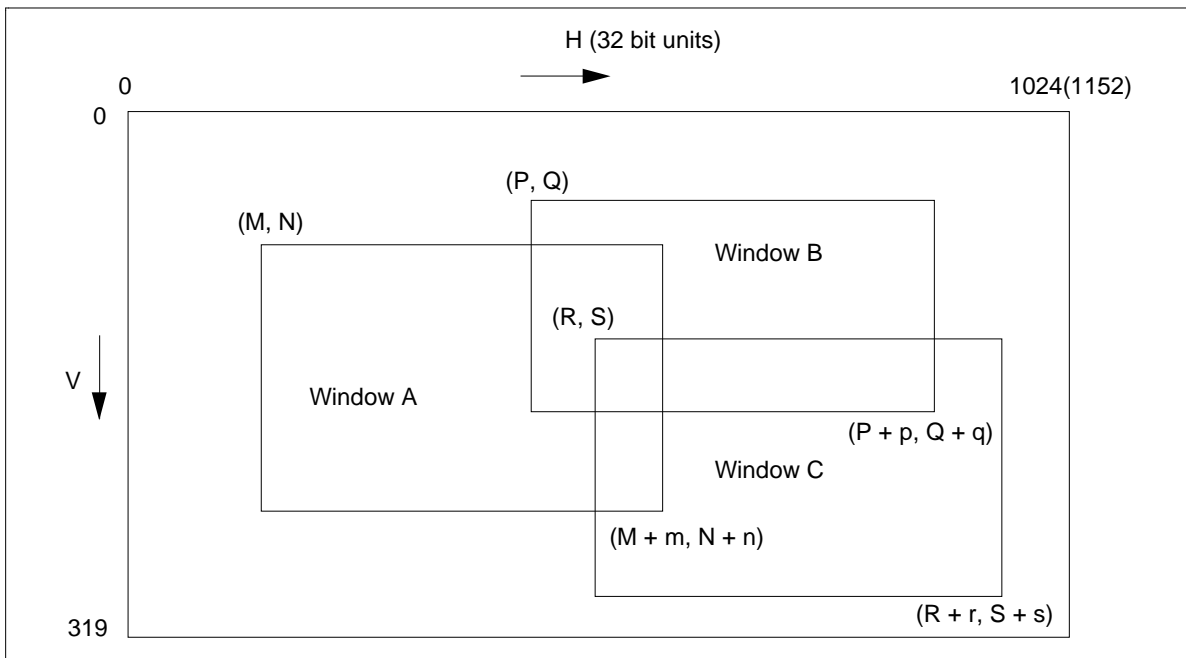 H (32 bit units)
0
1024(1152)
0
(P, Q)
(M, N)
Window B
(R, S)
V
Window A
(P + p, Q + q)
Window C
(M + m, N + n)
(R + r, S + s)
319